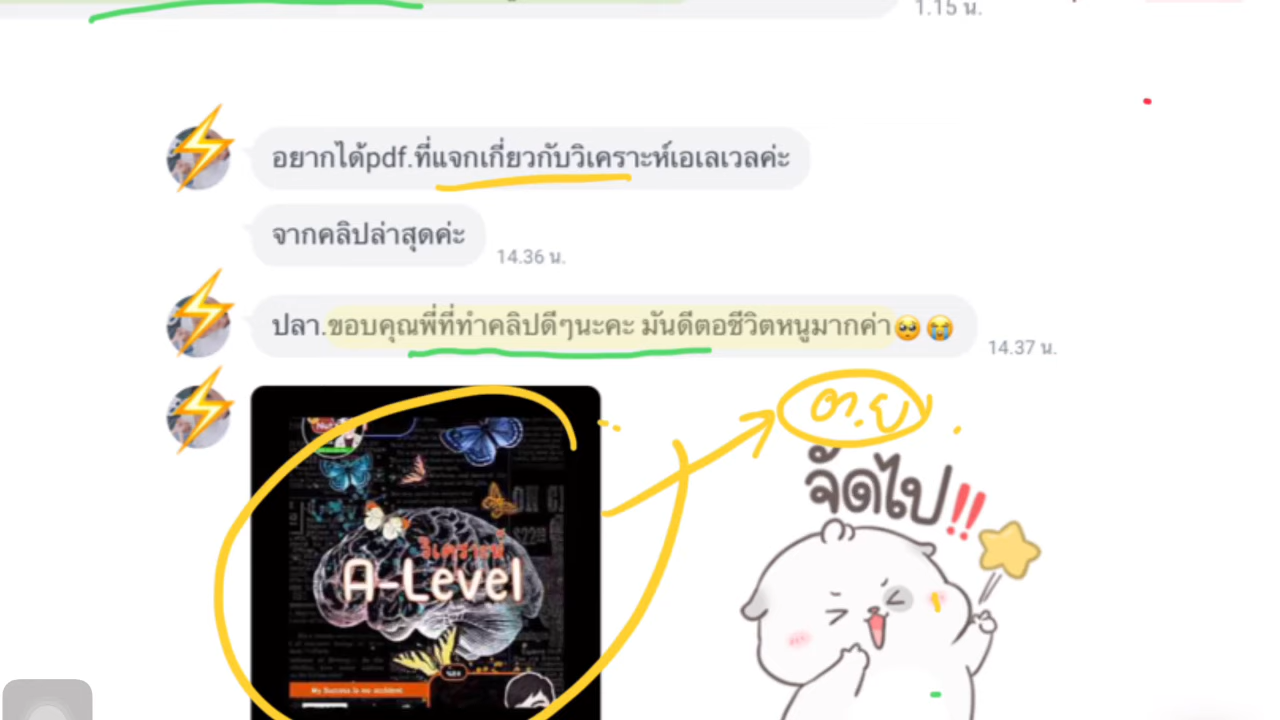 1.15 น.
อยากได้pdf.ที่แจกเกี่ยวกับวิเคราะห์เอเลเวลค่ะ
จากคลิปล่าสุดค่ะ
14.36 น.
ปลา.ขอบคุณพี่ที่ทำคลิปดีๆนะคะ มันดีตอชีวิตหนูมากค่า🥺😭
14.37 น.
ต.ย
จัดไป!!
วิเคราะห์
A-Level
My Success is no accident